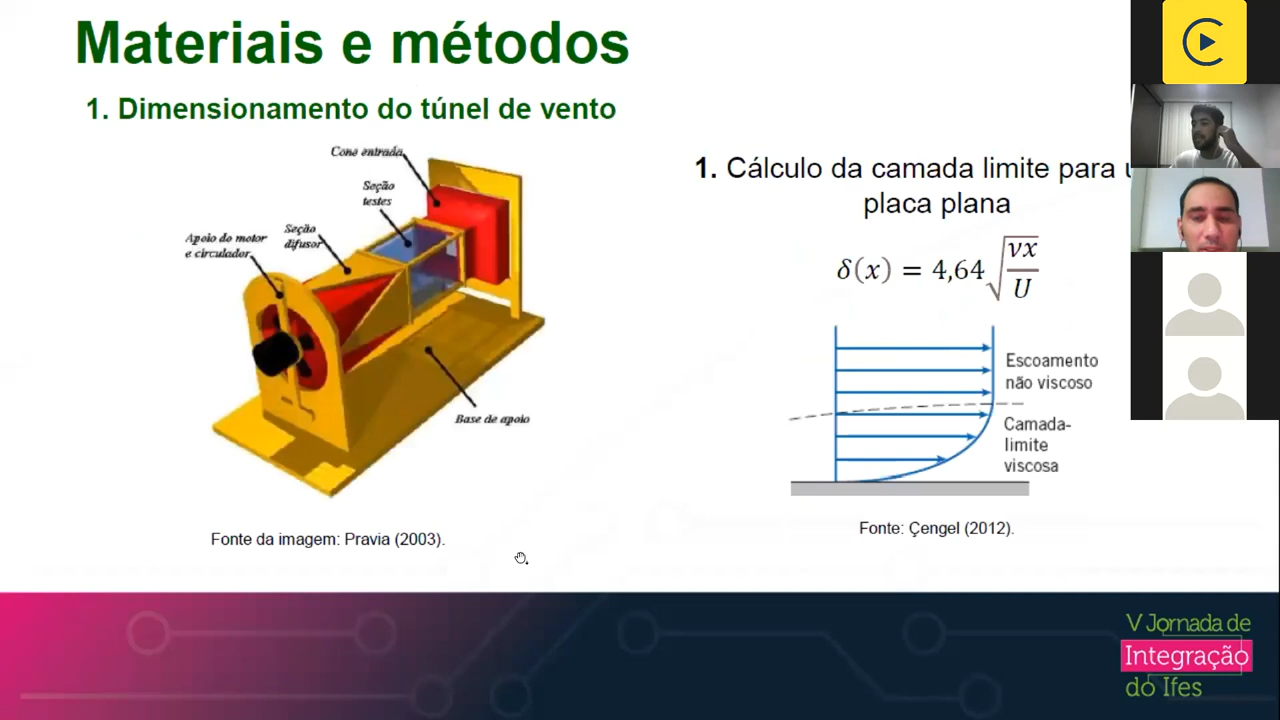 Materiais e métodos
1. Dimensionamento do túnel de vento
Cone entrada
Seção
testes
Seção
difusor
Apoio do motor
e circulador
Base de apoio
Fonte da imagem: Pravia (2003).
1. Cálculo da camada limite para u
placa plana
δ(x) = 4,64√(νx/U)
Escoamento
não viscoso
Camada-
limite
viscosa
Fonte: Çengel (2012).
V Jornada de
Integração
do Ifes